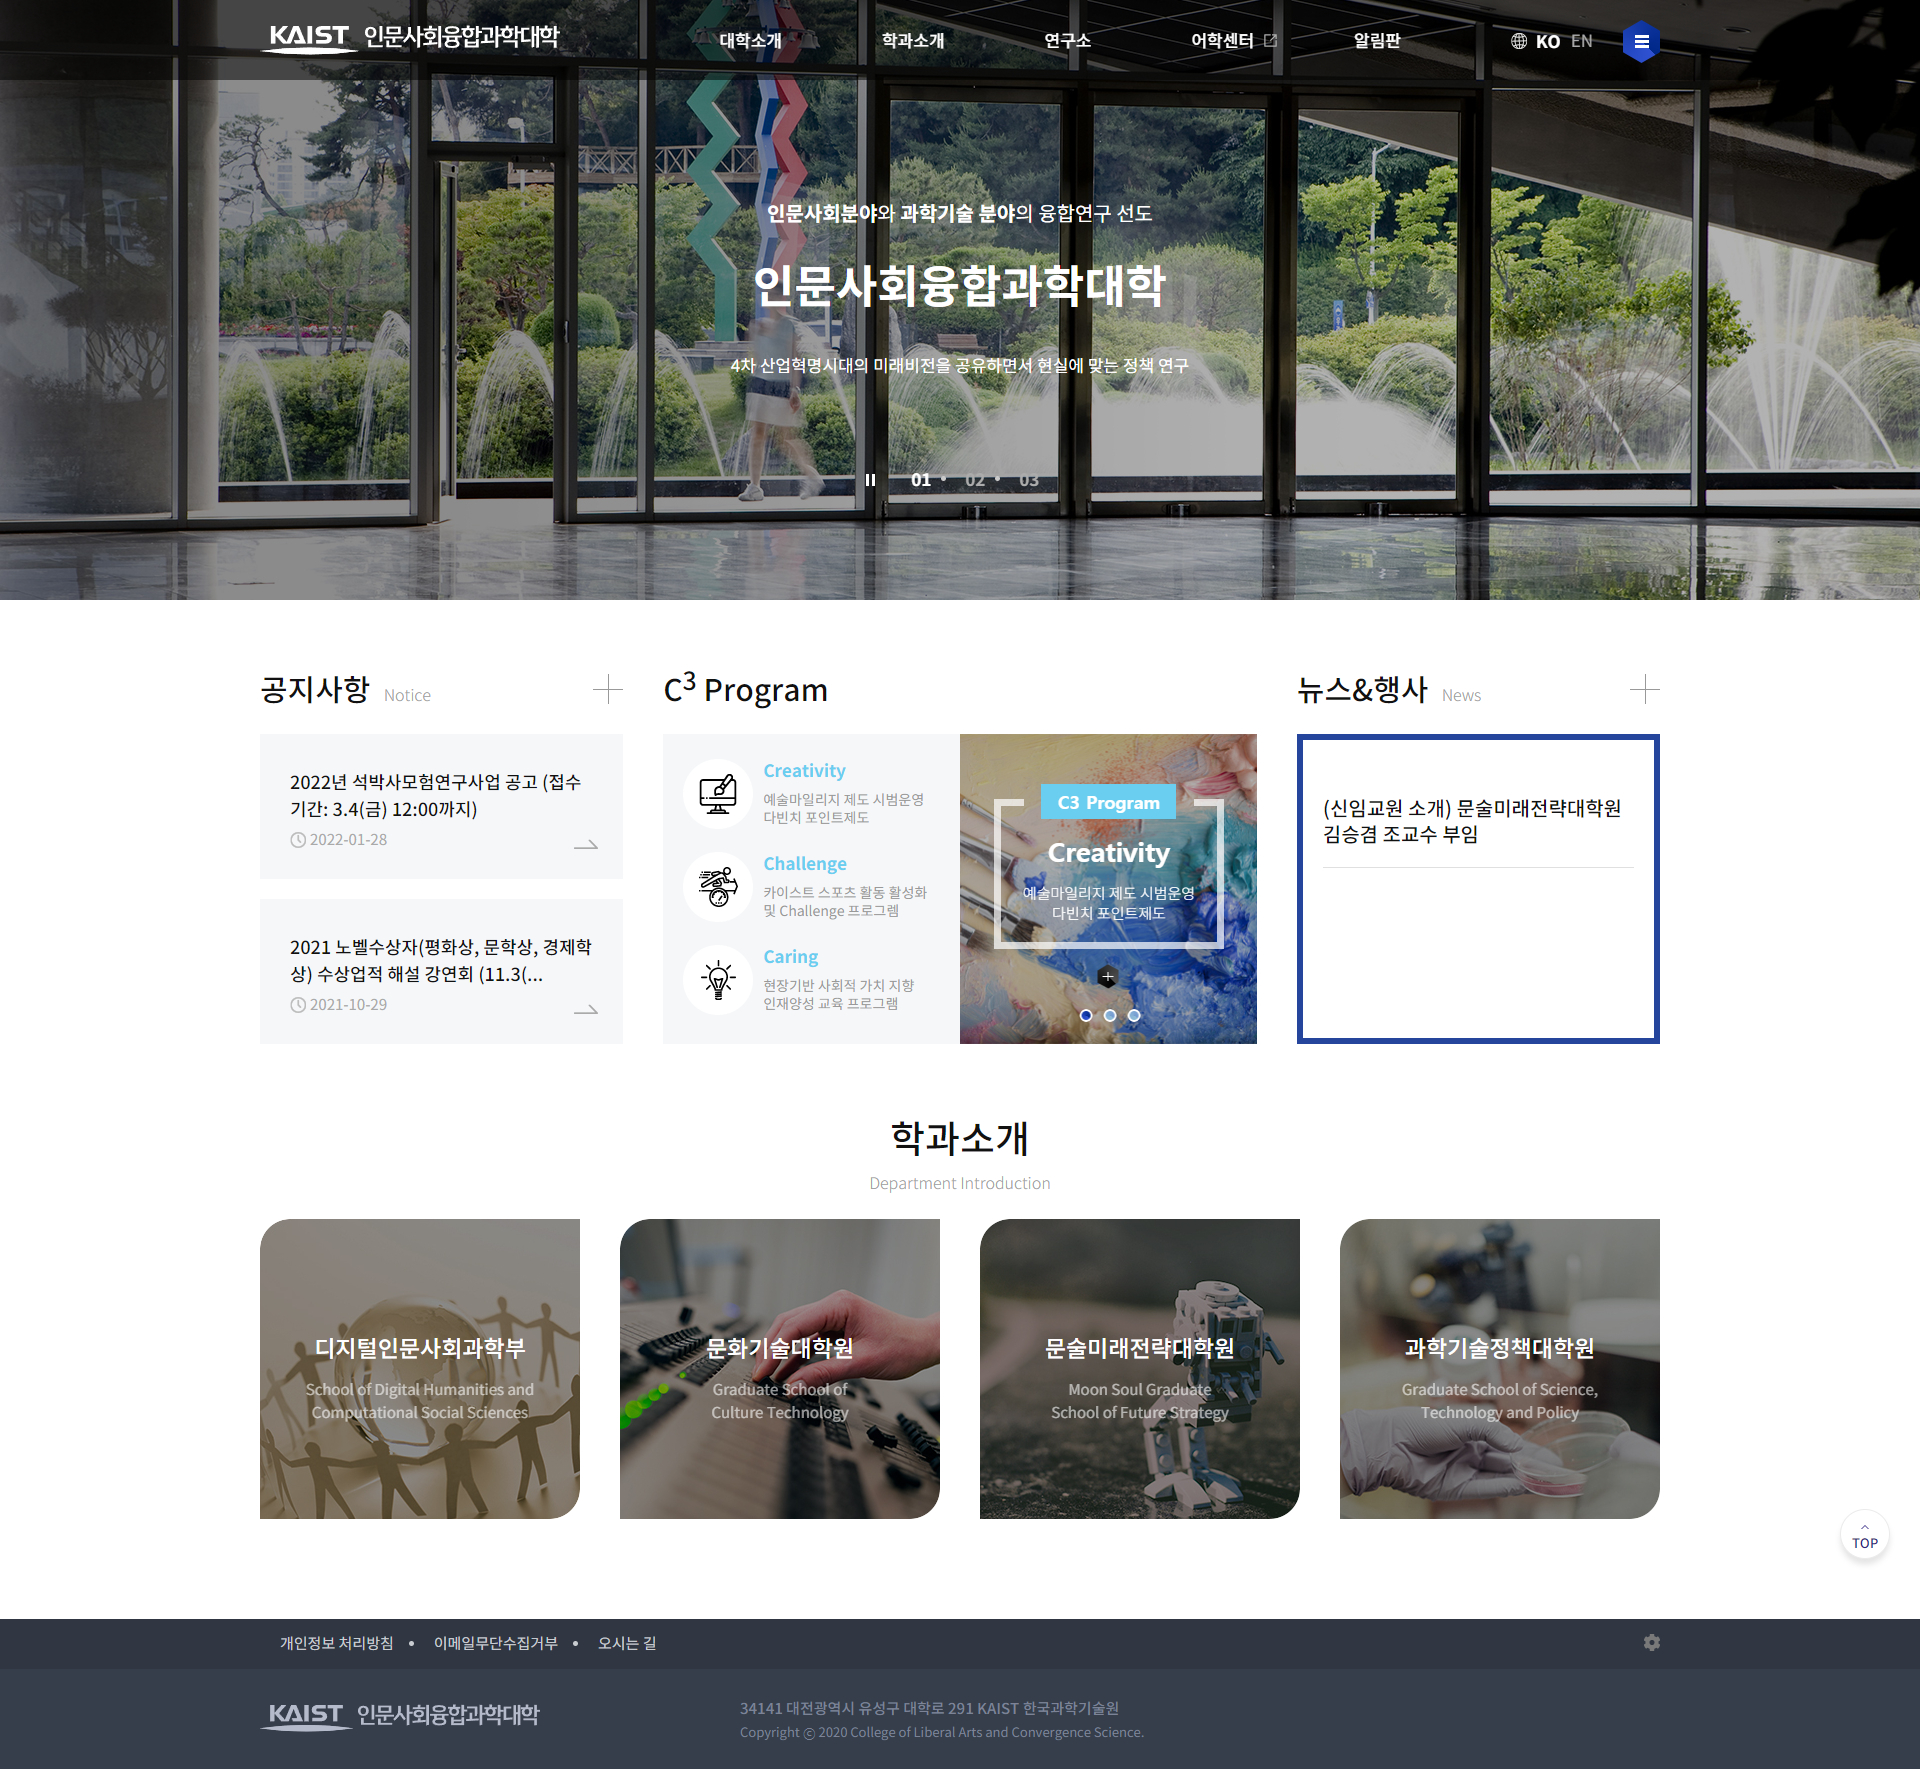 KAIST 인문사회융합과학대학
대학소개
학과소개
연구소
어학센터
알림판
KO EN
인문사회분야와 과학기술 분야의 융합연구 선도
인문사회융합과학대학
4차 산업혁명시대의 미래비전을 공유하면서 현실에 맞는 정책 연구
01 • 02 • 03
공지사항 Notice
2022년 석박사모험연구사업 공고 (접수
기간: 3.4(금) 12:00까지)
2022-01-28
2021 노벨수상자(평화상, 문학상, 경제학
상) 수상업적 해설 강연회 (11.3(...
2021-10-29
C3 Program
Creativity
예술마일리지 제도 시범운영
다빈치 포인트제도
Challenge
카이스트 스포츠 활동 활성화
및 Challenge 프로그렘
Caring
현장기반 사회적 가치 지향
인재양성 교육 프로그램
C3 Program
Creativity
예술마일리지 제도 시범운영
다빈치 포인트제도
뉴스&행사 News
(신임교원 소개) 문술미래전략대학원
김승겸 조교수 부임
학과소개
Department Introduction
디지털인문사회과학부
School of Digital Humanities and
Computational Social Sciences
문화기술대학원
Graduate School of
Culture Technology
문술미래전략대학원
Moon Soul Graduate
School of Future Strategy
과학기술정책대학원
Graduate School of Science,
Technology and Policy
TOP
개인정보 처리방침 • 이메일무단수집거부 • 오시는 길
KAIST 인문사회융합과학대학
34141 대전광역시 유성구 대학로 291 KAIST 한국과학기술원
Copyright ⓒ 2020 College of Liberal Arts and Convergence Science.